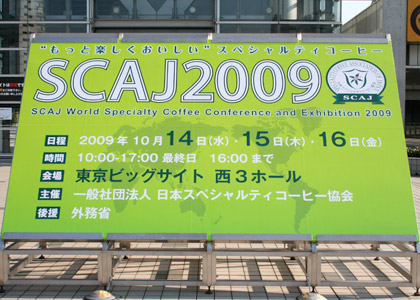 “もっと楽しくおいしい”スペシャルティコーヒー
SCAJ2009
SCAJ
SCAJ World Specialty Coffee Conference and Exhibition 2009
日程 2009年10月14日(水)・15日(木)・16日(金)
時間 10:00-17:00 最終日 16:00まで
会場 東京ビッグサイト 西3ホール
主催 一般社団法人 日本スペシャルティコーヒー協会
後援 外務省